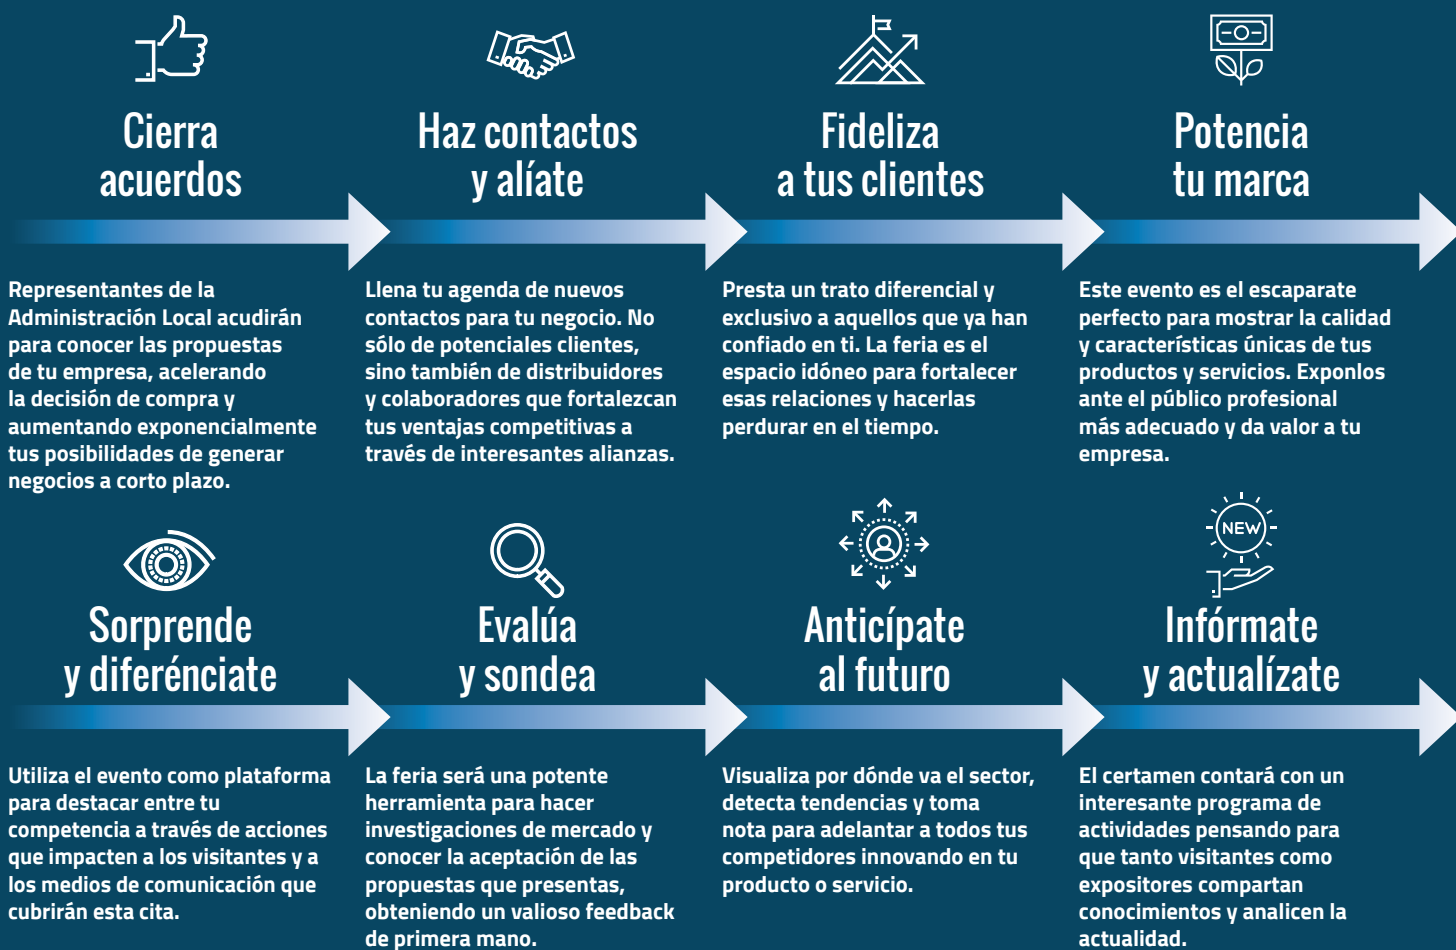 Cierra
acuerdos
Representantes de la
Administración Local acudirán
para conocer las propuestas
de tu empresa, acelerando
la decisión de compra y
aumentando exponencialmente
tus posibilidades de generar
negocios a corto plazo.
Haz contactos
y alíate
Llena tu agenda de nuevos
contactos para tu negocio. No
sólo de potenciales clientes,
sino también de distribuidores
y colaboradores que fortalezcan
tus ventajas competitivas a
través de interesantes alianzas.
Fideliza
a tus clientes
Presta un trato diferencial y
exclusivo a aquellos que ya han
confiado en ti. La feria es el
espacio idóneo para fortalecer
esas relaciones y hacerlas
perdurar en el tiempo.
Potencia
tu marca
Este evento es el escaparate
perfecto para mostrar la calidad
y características únicas de tus
productos y servicios. Exponlos
ante el público profesional
más adecuado y da valor a tu
empresa.
Sorprende
y diferénciate
Utiliza el evento como plataforma
para destacar entre tu
competencia a través de acciones
que impacten a los visitantes y a
los medios de comunicación que
cubrirán esta cita.
Evalúa
y sondea
La feria será una potente
herramienta para hacer
investigaciones de mercado y
conocer la aceptación de las
propuestas que presentas,
obteniendo un valioso feedback
de primera mano.
Anticípate
al futuro
Visualiza por dónde va el sector,
detecta tendencias y toma
nota para adelantar a todos tus
competidores innovando en tu
producto o servicio.
NEW
Infórmate
y actualízate
El certamen contará con un
interesante programa de
actividades pensando para
que tanto visitantes como
expositores compartan
conocimientos y analicen la
actualidad.